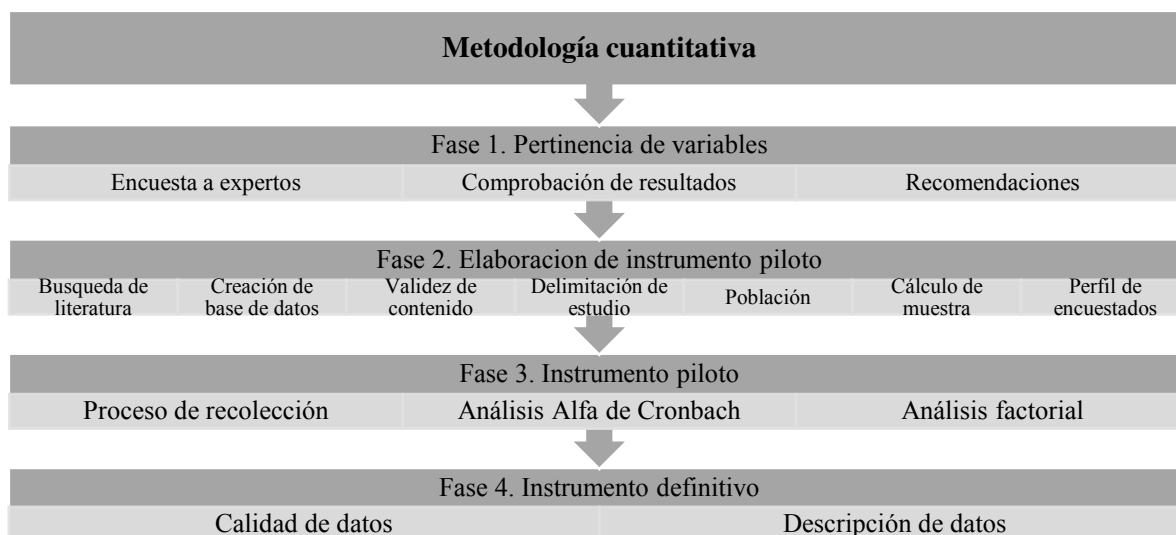 Metodología cuantitativa
Fase 1. Pertinencia de variables
Encuesta a expertos
Comprobación de resultados
Recomendaciones
Fase 2. Elaboracion de instrumento piloto
Busqueda de
literatura
Creación de
base de datos
Validez de
contenido
Delimitación de
estudio
Población
Cálculo de
muestra
Perfil de
encuestados
Fase 3. Instrumento piloto
Proceso de recolección
Análisis Alfa de Cronbach
Análisis factorial
Fase 4. Instrumento definitivo
Calidad de datos
Descripción de datos